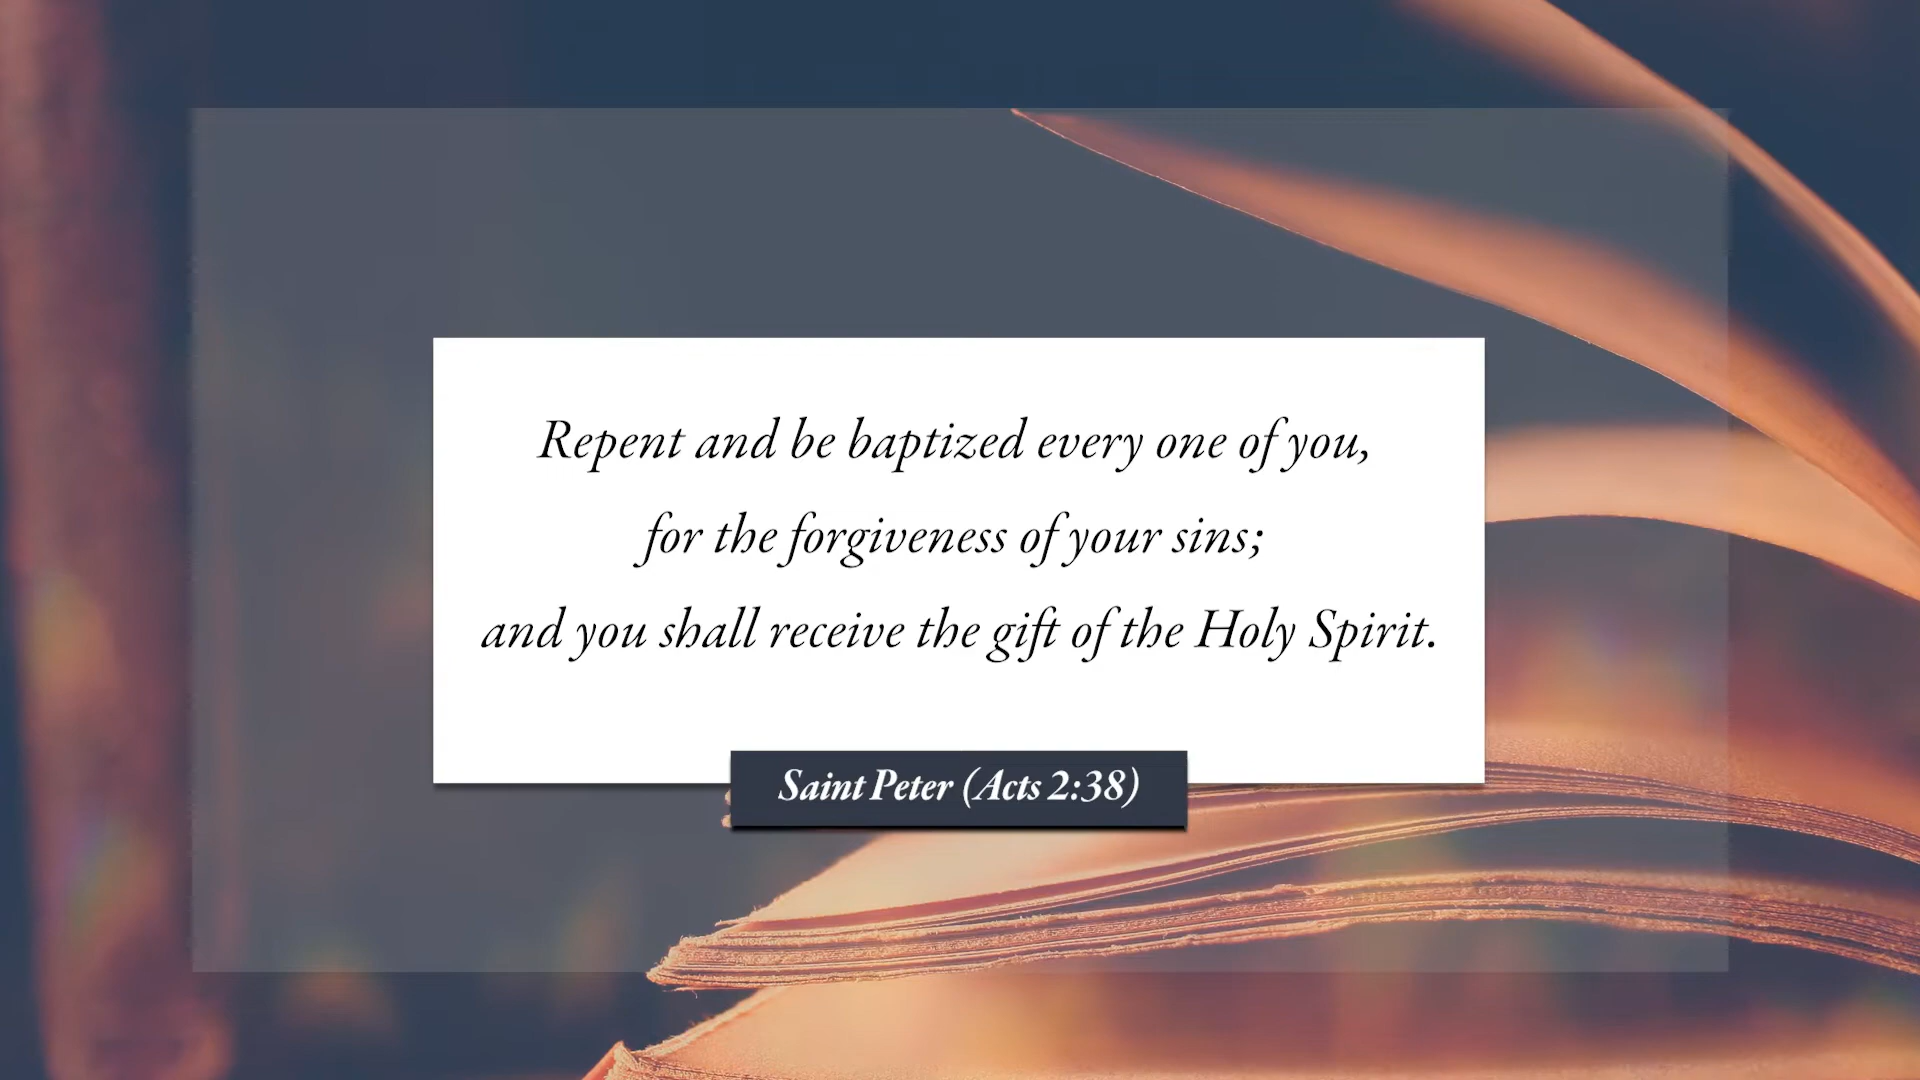 Repent and be baptized every one of you,
for the forgiveness of your sins;
and you shall receive the gift of the Holy Spirit.
Saint Peter (Acts 2:38)